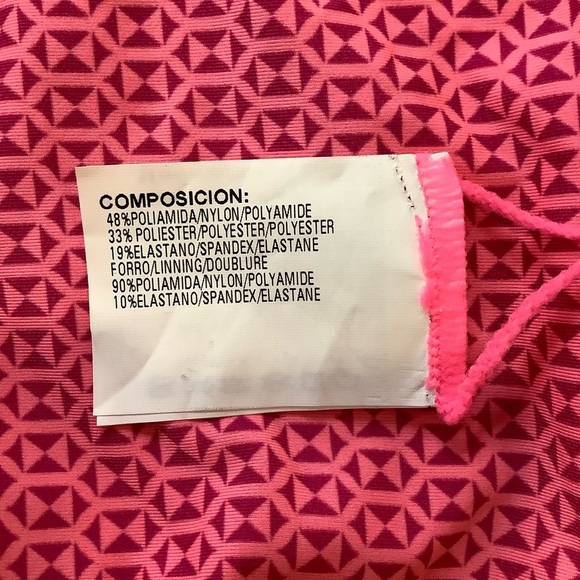 COMPOSICION:
48%POLIAMIDA/NYLON/POLYAMIDE
33% POLIESTER/POLYESTER/POLYESTER
19%ELASTANO/SPANDEX/ELASTANE
FORRO/LINNING/DOUBLURE
90%POLIAMIDA/NYLON/POLYAMIDE
10%ELASTANO/SPANDEX/ELASTANE